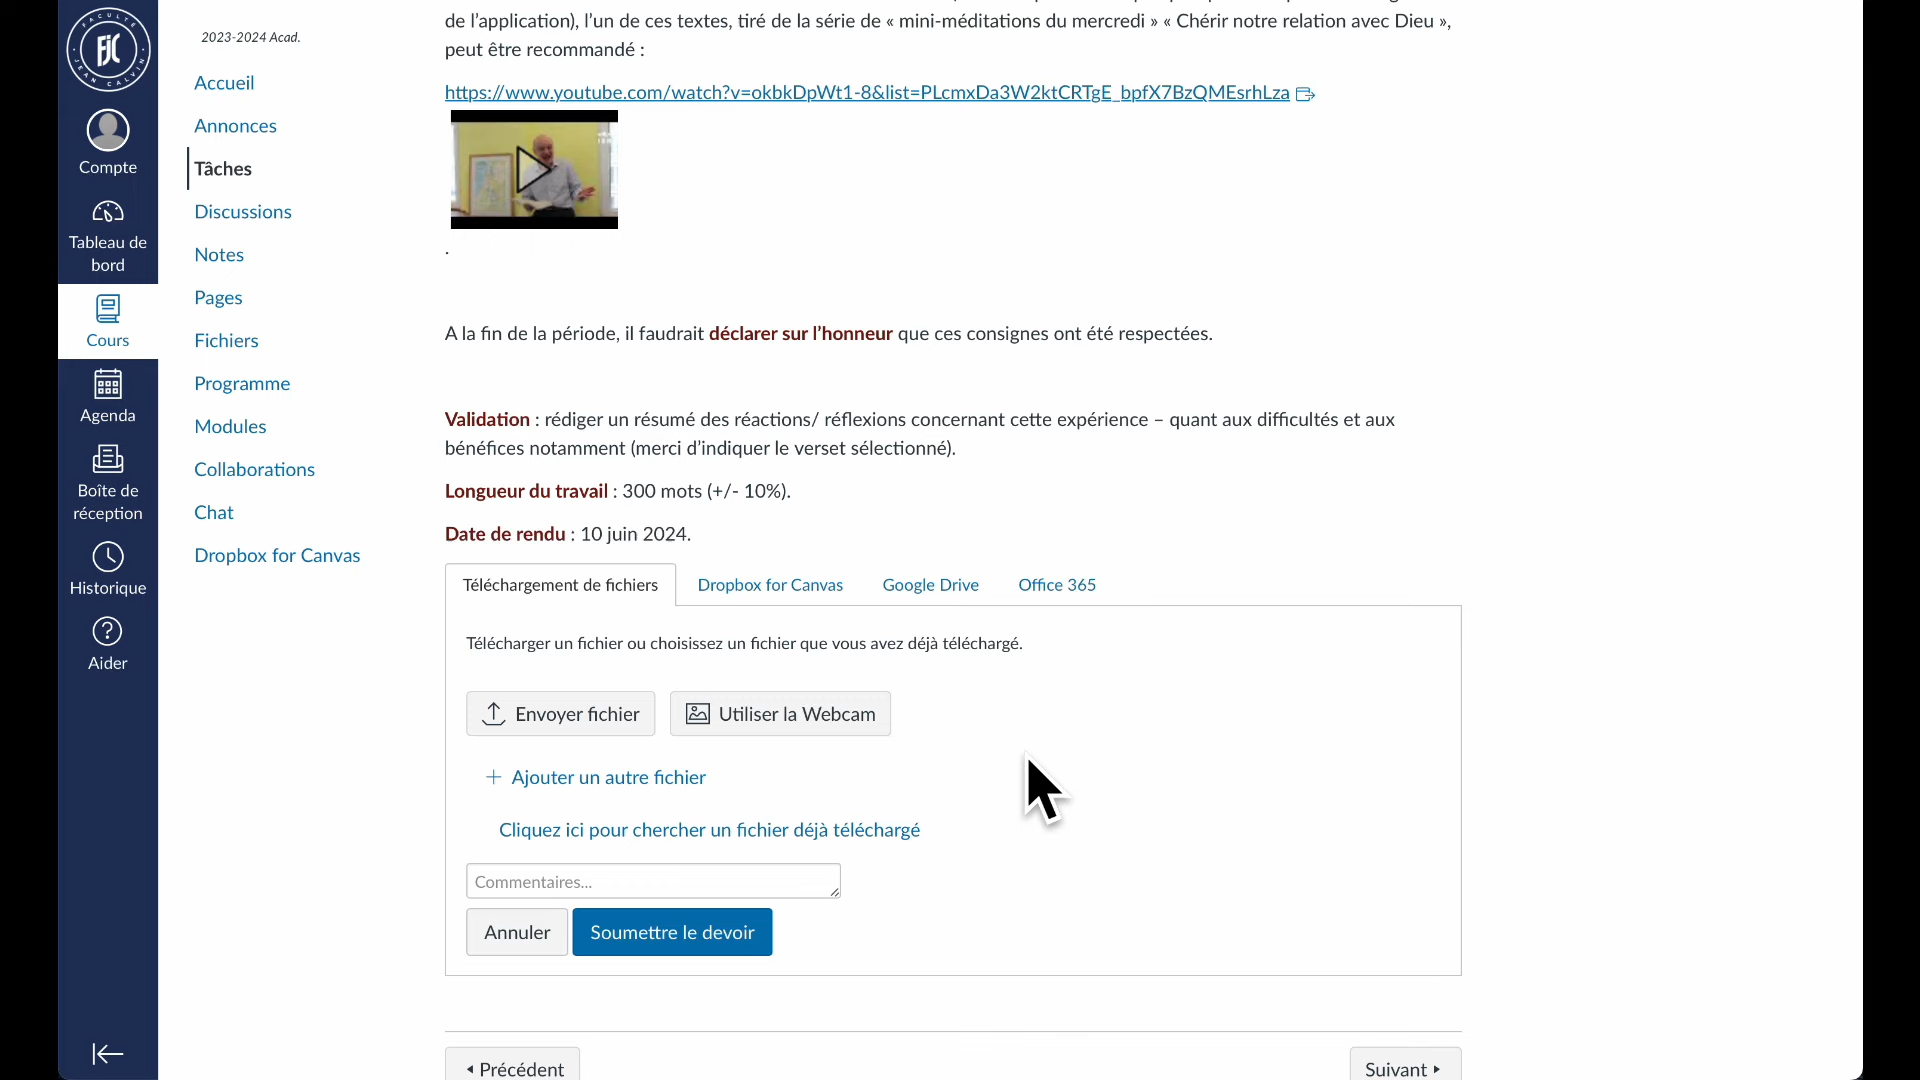 FACULTÉ
FJC
JEAN CALVIN
Compte
Tableau de
bord
Cours
Agenda
Boîte de
réception
Historique
Aider
2023-2024 Acad.
Accueil
Annonces
Tâches
Discussions
Notes
Pages
Fichiers
Programme
Modules
Collaborations
Chat
Dropbox for Canvas
de l’application), l’un de ces textes, tiré de la série de « mini-méditations du mercredi » « Chérir notre relation avec Dieu »,
peut être recommandé :
https://www.youtube.com/watch?v=okbkDpWt1-8&list=PLcmxDa3W2ktCRTgE_bpfX7BzQMEsrhLza
.
A la fin de la période, il faudrait déclarer sur l’honneur que ces consignes ont été respectées.
Validation : rédiger un résumé des réactions/ réflexions concernant cette expérience – quant aux difficultés et aux
bénéfices notamment (merci d’indiquer le verset sélectionné).
Longueur du travail : 300 mots (+/- 10%).
Date de rendu : 10 juin 2024.
Téléchargement de fichiers Dropbox for Canvas Google Drive Office 365
Télécharger un fichier ou choisissez un fichier que vous avez déjà téléchargé.
Envoyer fichier Utiliser la Webcam
+ Ajouter un autre fichier
Cliquez ici pour chercher un fichier déjà téléchargé
Commentaires...
Annuler Soumettre le devoir
Précédent Suivant